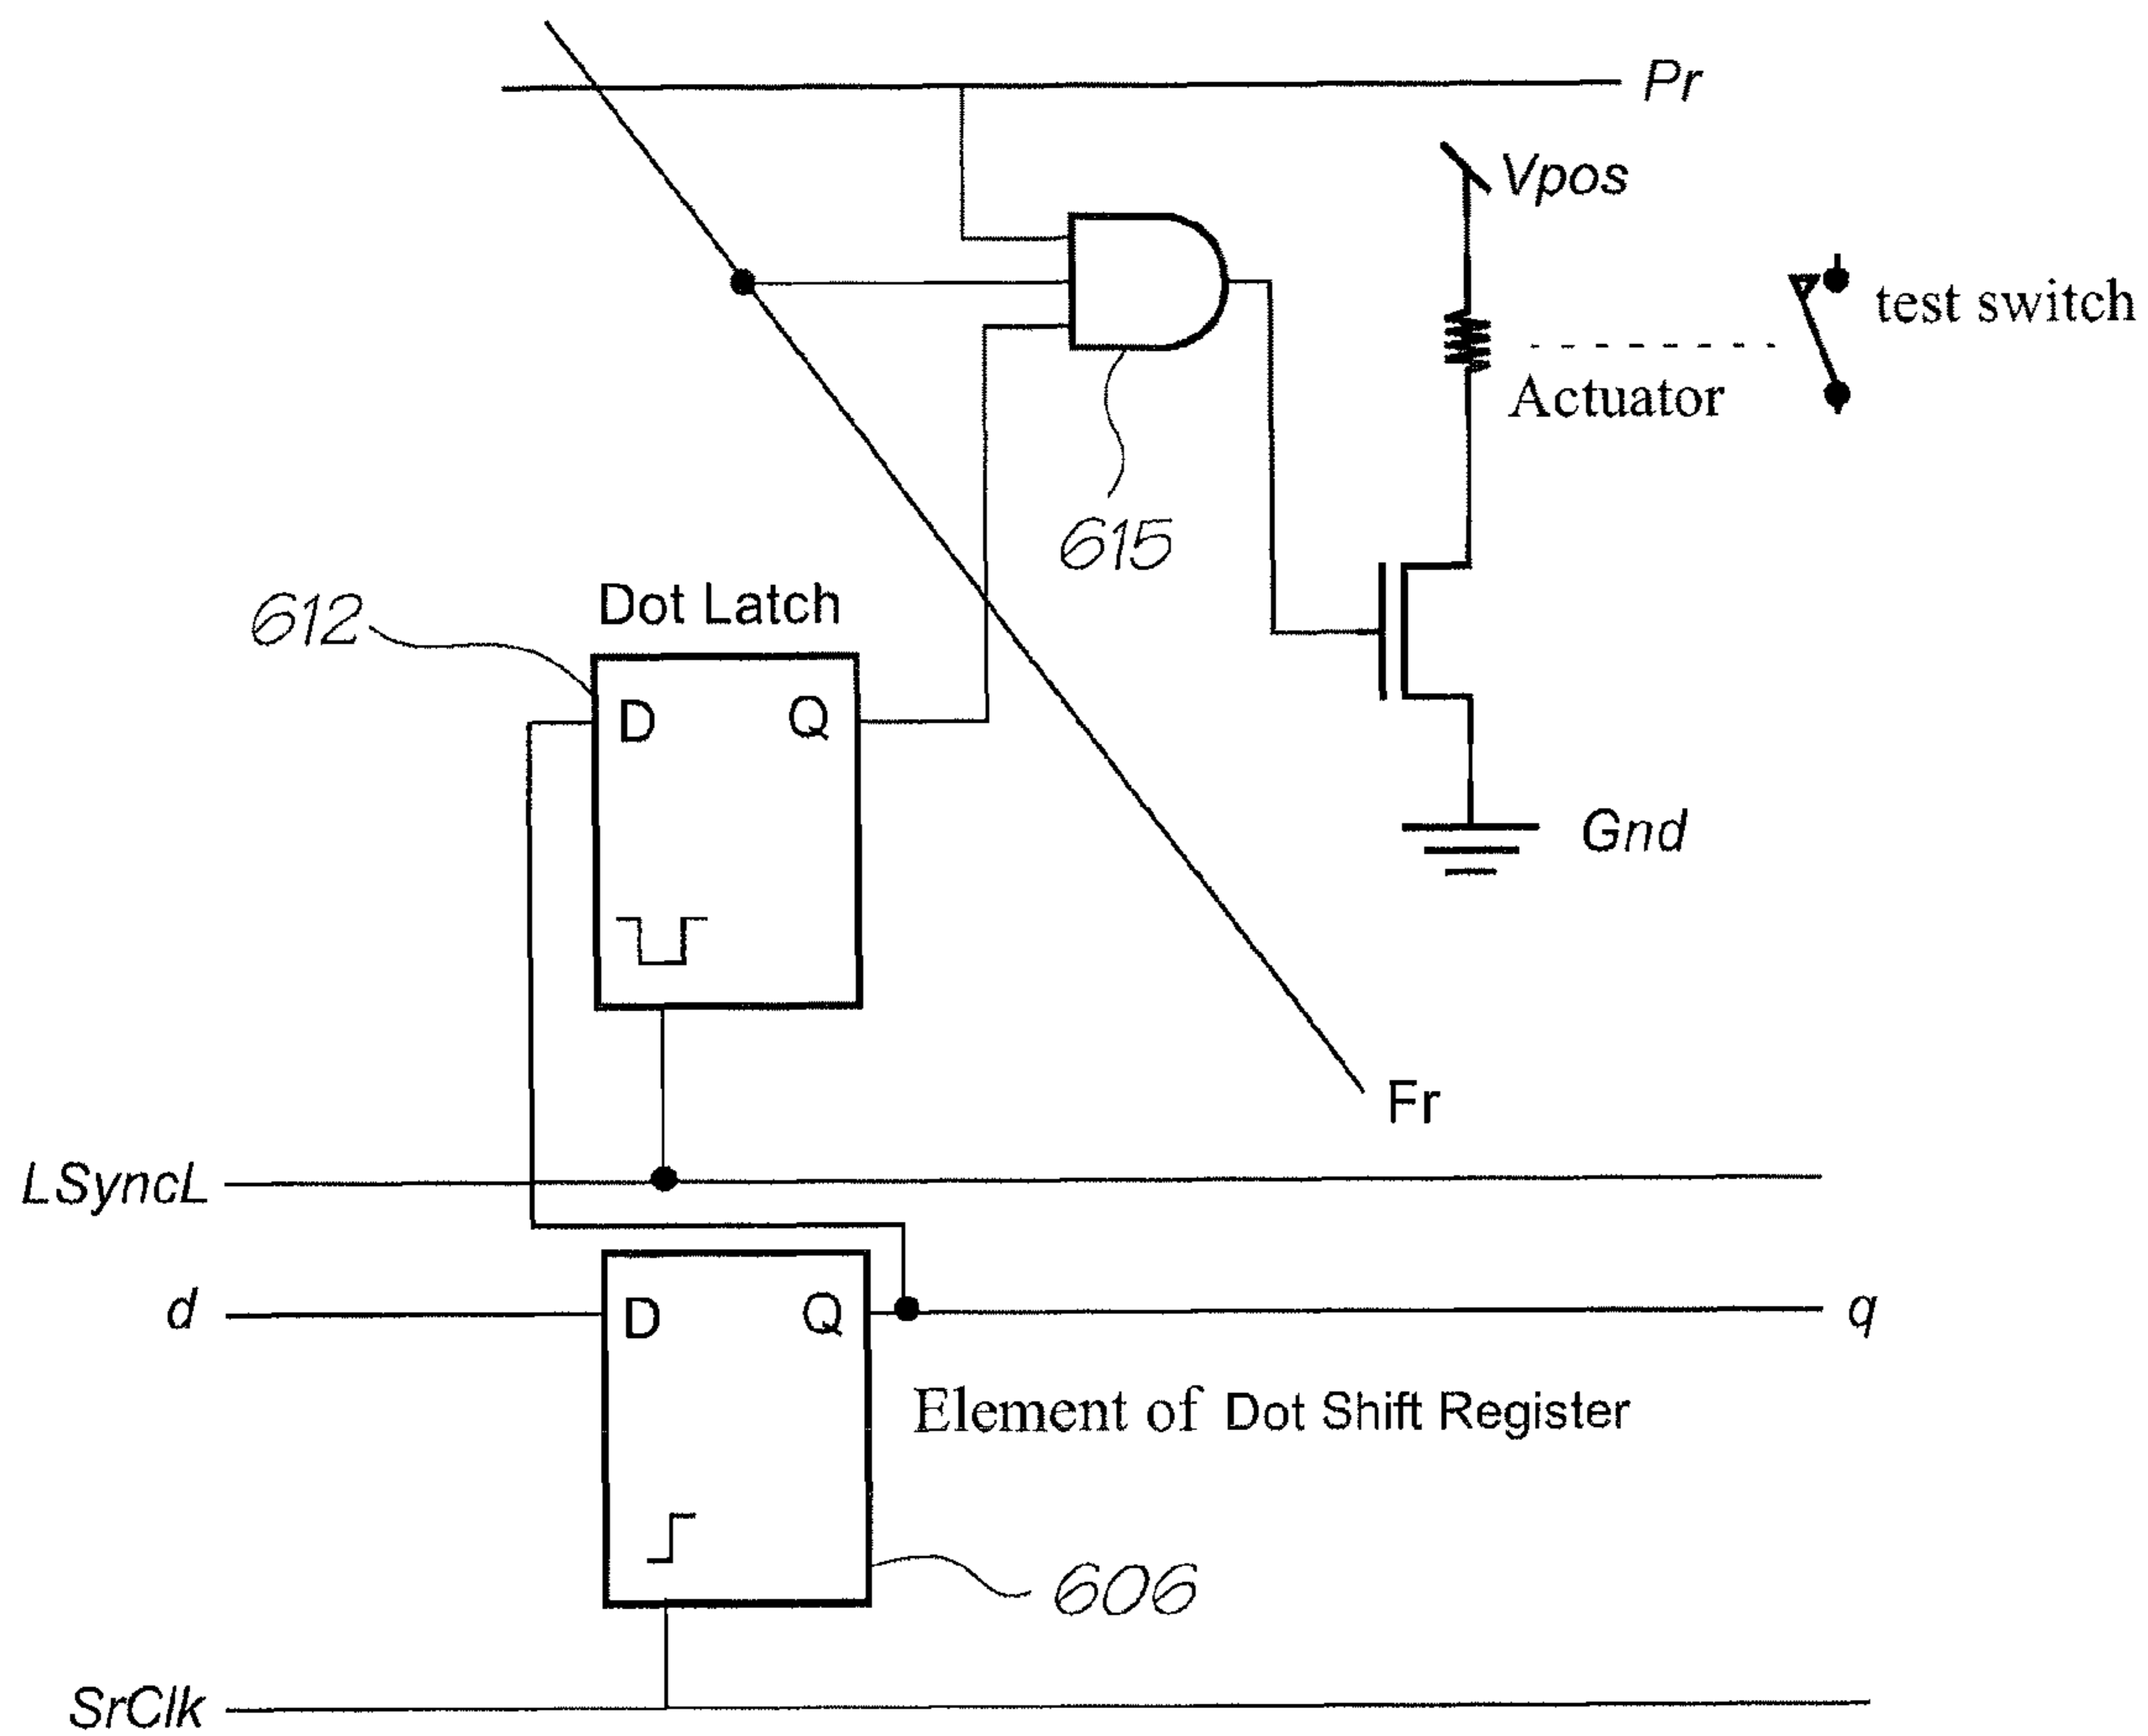 Pr
Vpos
test switch
Actuator
615
612
Dot Latch
D Q
Gnd
Fr
LSyncL
d D Q q
Element of Dot Shift Register
606
SrClk